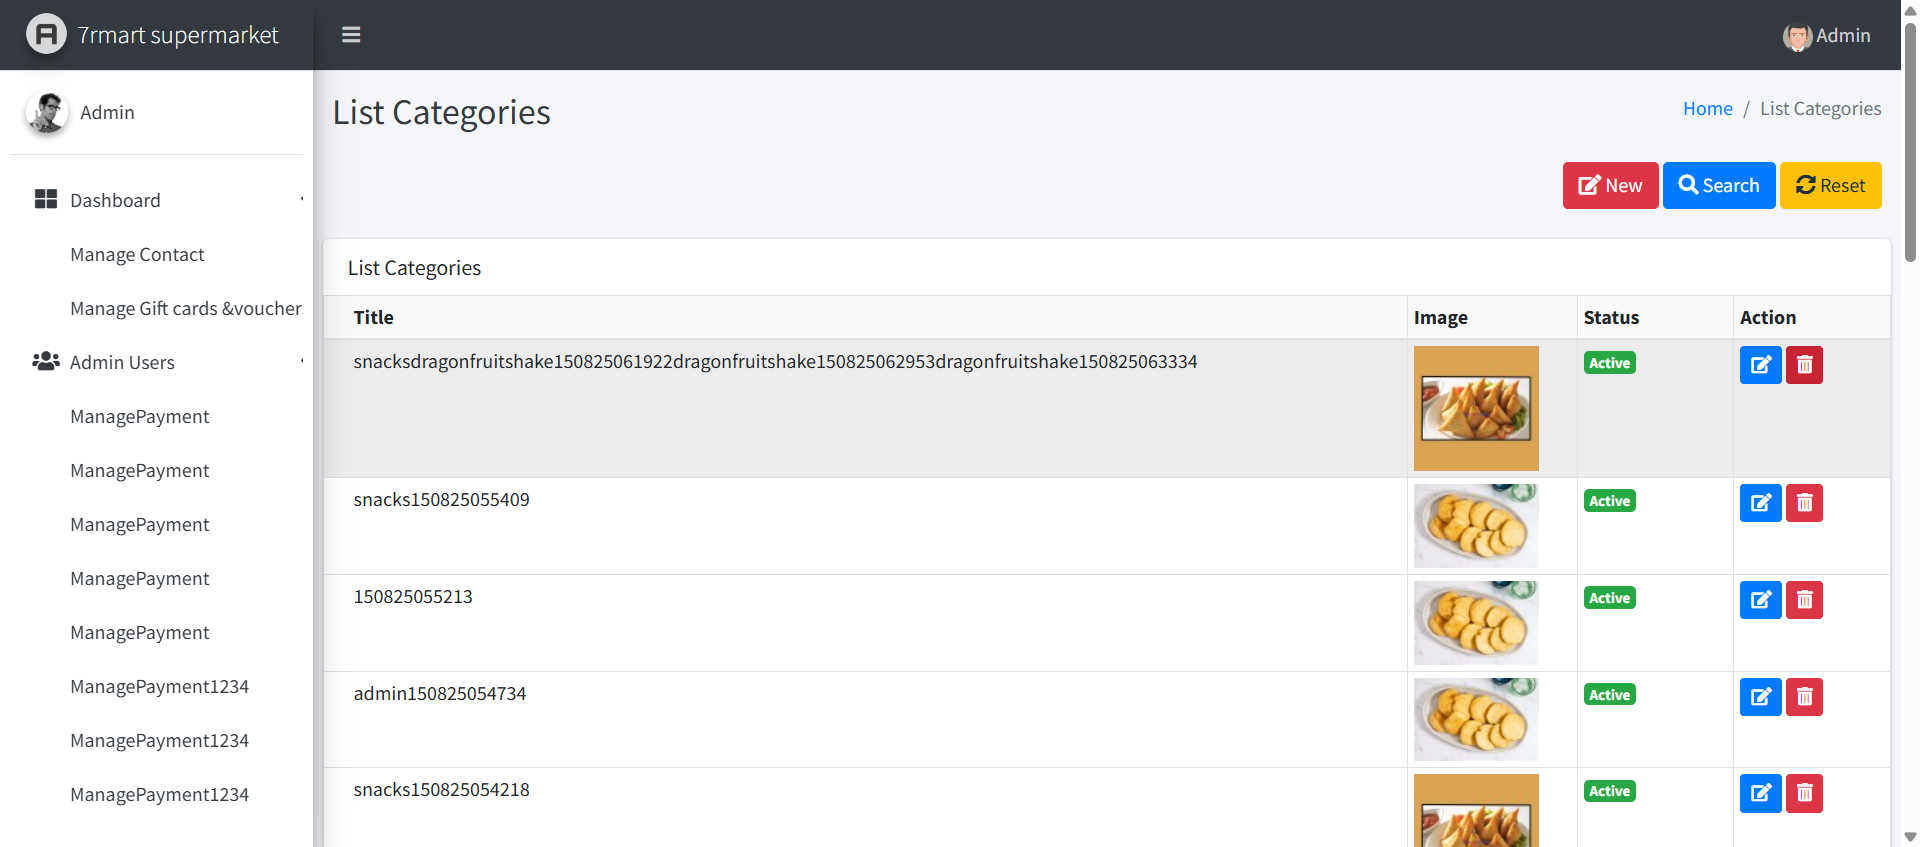 7rmart supermarket
Admin
Admin
List Categories
Home / List Categories
New
Search
Reset
Dashboard
Manage Contact
Manage Gift cards &voucher
Admin Users
ManagePayment
ManagePayment
ManagePayment
ManagePayment
ManagePayment
ManagePayment1234
ManagePayment1234
ManagePayment1234
List Categories
Title Image Status Action
snacksdragonfruitshake150825061922dragonfruitshake150825062953dragonfruitshake150825063334 Active
snacks150825055409 Active
150825055213 Active
admin150825054734 Active
snacks150825054218 Active